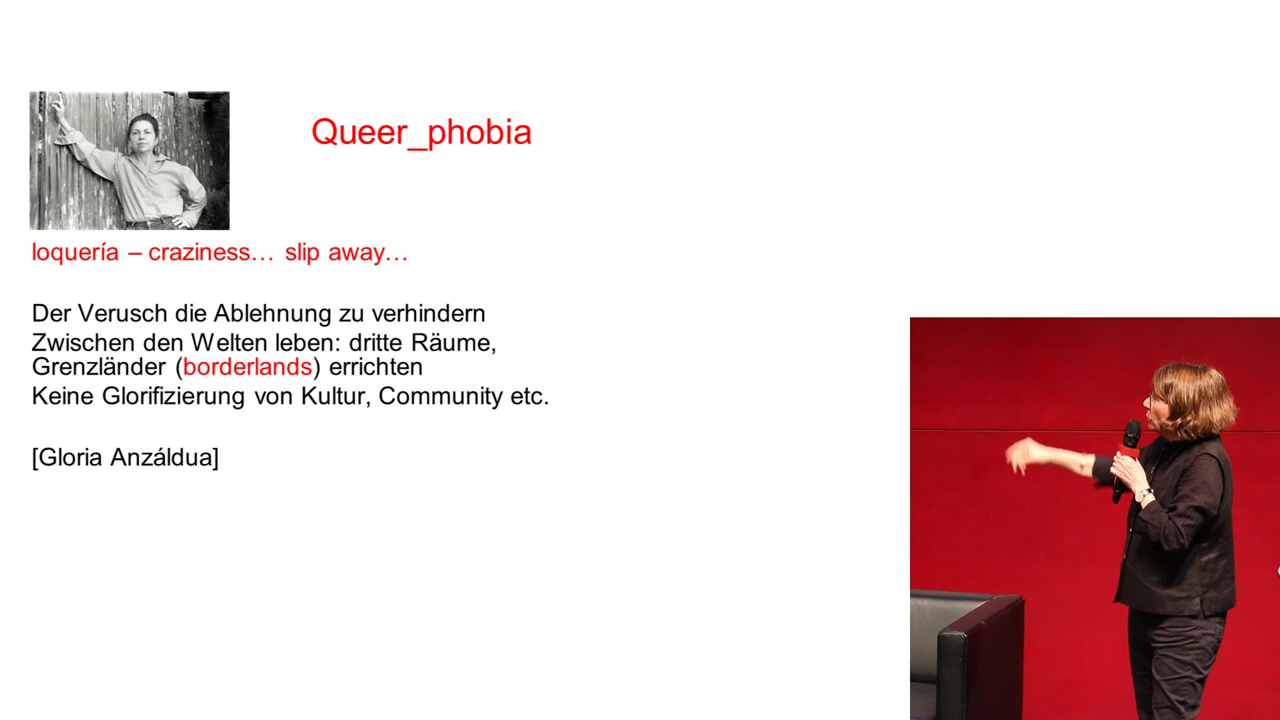 Queer_phobia
loquería – craziness… slip away…
Der Verusch die Ablehnung zu verhindern
Zwischen den Welten leben: dritte Räume,
Grenzländer (borderlands) errichten
Keine Glorifizierung von Kultur, Community etc.
[Gloria Anzáldua]